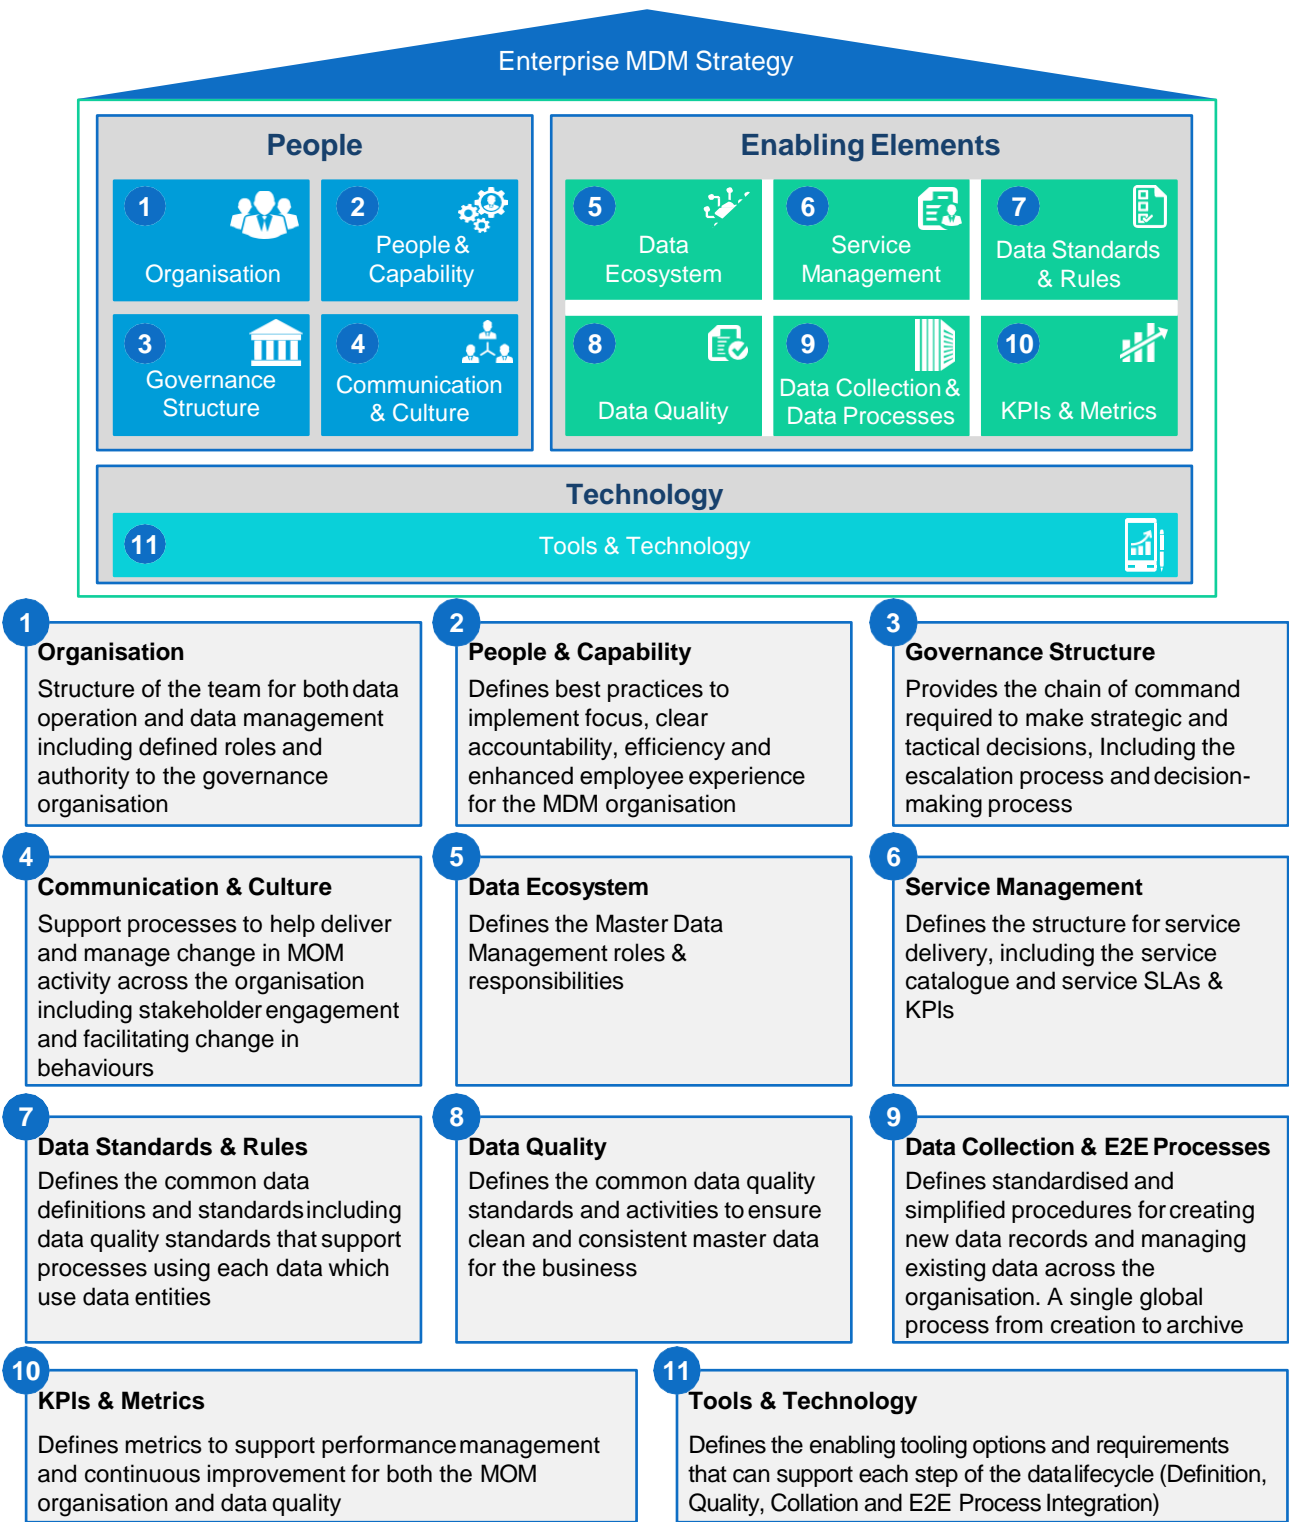 Enterprise MDM Strategy
People
Enabling Elements
1
Organisation
2
People &
Capability
3
Governance
Structure
4
Communication
& Culture
5
Data
Ecosystem
6
Service
Management
7
Data Standards
& Rules
8
Data Quality
9
Data Collection &
Data Processes
10
KPIs & Metrics
Technology
11
Tools & Technology
1
Organisation
Structure of the team for both data
operation and data management
including defined roles and
authority to the governance
organisation
2
People & Capability
Defines best practices to
implement focus, clear
accountability, efficiency and
enhanced employee experience
for the MDM organisation
3
Governance Structure
Provides the chain of command
required to make strategic and
tactical decisions, Including the
escalation process and decision-
making process
4
Communication & Culture
Support processes to help deliver
and manage change in MOM
activity across the organisation
including stakeholder engagement
and facilitating change in
behaviours
5
Data Ecosystem
Defines the Master Data
Management roles &
responsibilities
6
Service Management
Defines the structure for service
delivery, including the service
catalogue and service SLAs &
KPIs
7
Data Standards & Rules
Defines the common data
definitions and standards including
data quality standards that support
processes using each data which
use data entities
8
Data Quality
Defines the common data quality
standards and activities to ensure
clean and consistent master data
for the business
9
Data Collection & E2E Processes
Defines standardised and
simplified procedures for creating
new data records and managing
existing data across the
organisation. A single global
process from creation to archive
10
KPIs & Metrics
Defines metrics to support performance management
and continuous improvement for both the MOM
organisation and data quality
11
Tools & Technology
Defines the enabling tooling options and requirements
that can support each step of the data lifecycle (Definition,
Quality, Collation and E2E Process Integration)